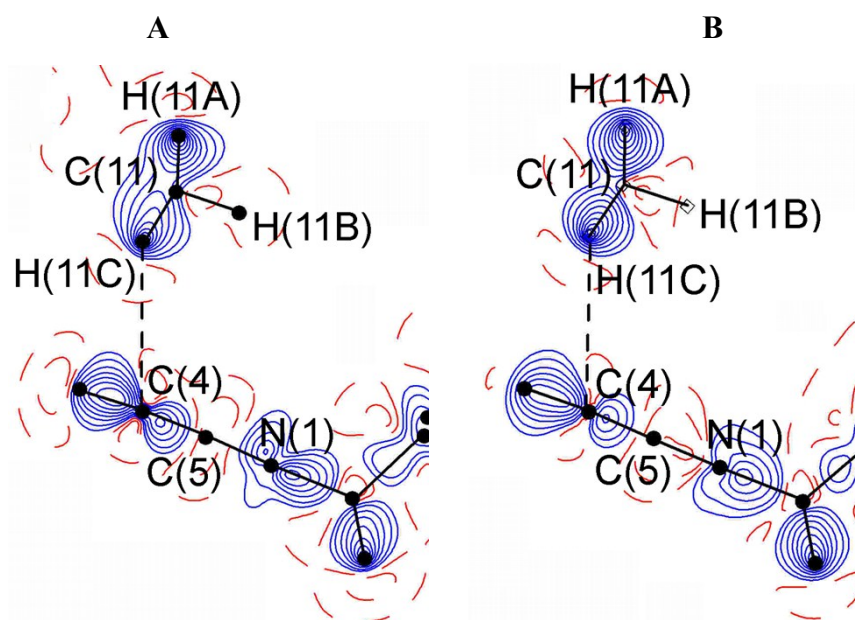 A
H(11A)
C(11)
H(11B)
H(11C)
C(4)
N(1)
C(5)
B
H(11A)
C(11)
H(11B)
H(11C)
C(4)
N(1)
C(5)